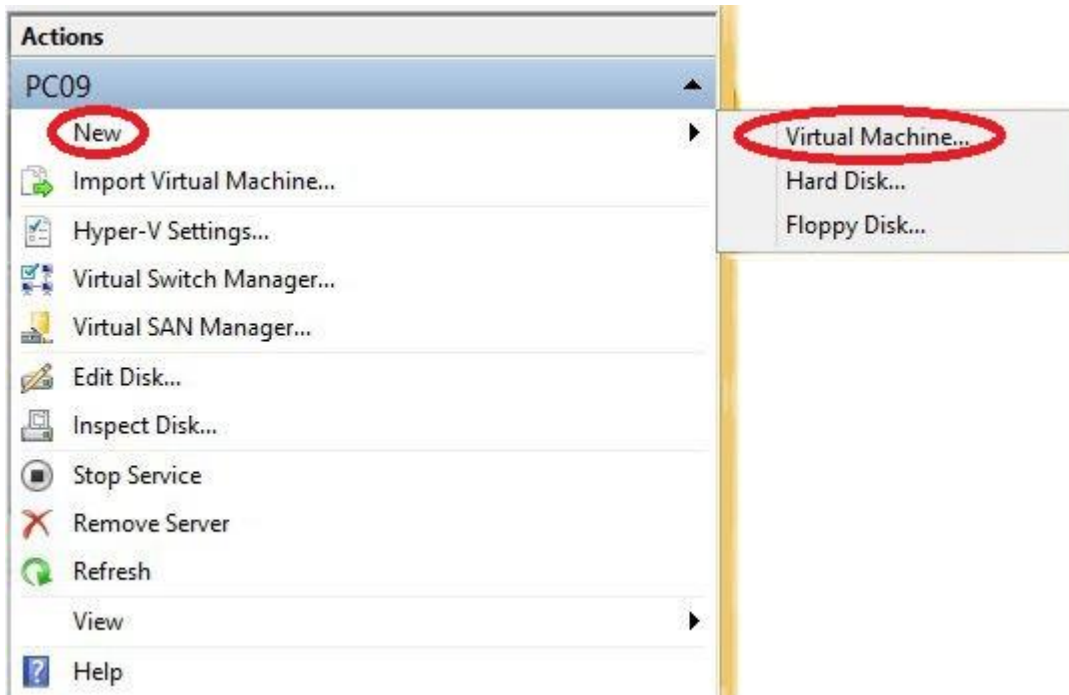 Actions
PC09
New
Virtual Machine...
Import Virtual Machine...
Hard Disk...
Hyper-V Settings...
Floppy Disk...
Virtual Switch Manager...
Virtual SAN Manager...
Edit Disk...
Inspect Disk...
Stop Service
Remove Server
Refresh
View
Help